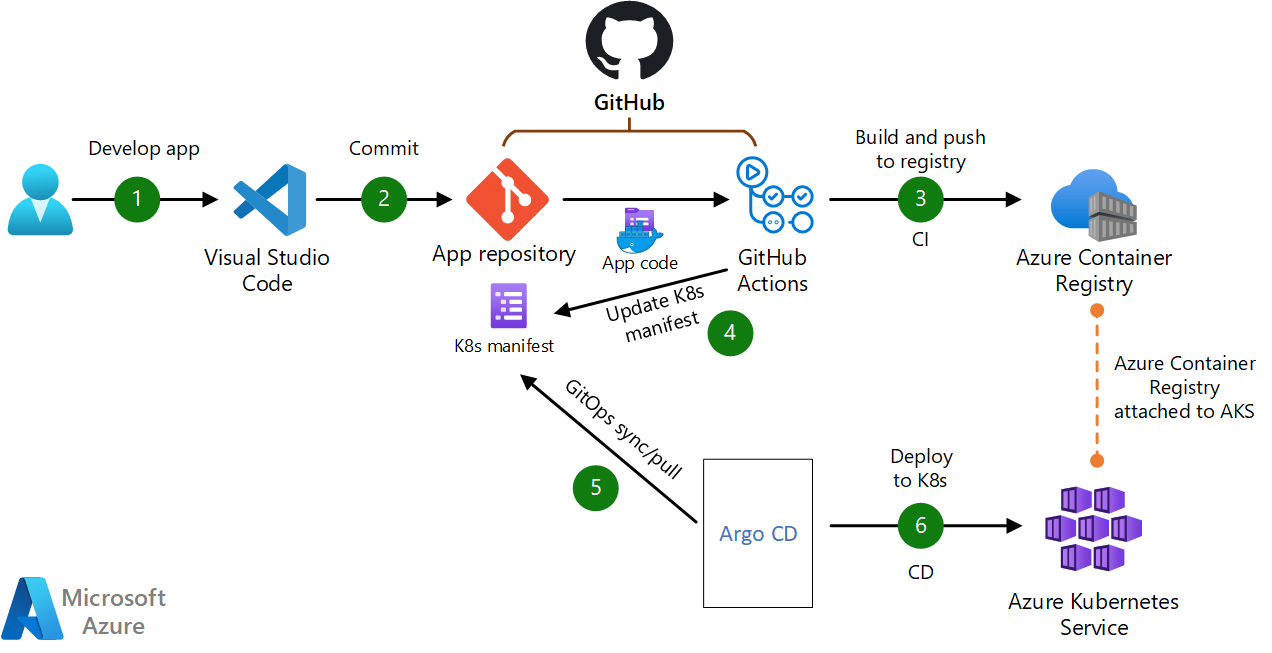 GitHub
Develop app
1
Commit
2
Build and push
to registry
3
CI
Visual Studio
Code
App repository
App code
GitHub
Actions
Azure Container
Registry
K8s manifest
Update K8s
manifest
4
Azure Container
Registry
attached to AKS
GitOps sync/pull
5
Argo CD
Deploy
to K8s
6
CD
Azure Kubernetes
Service
Microsoft
Azure